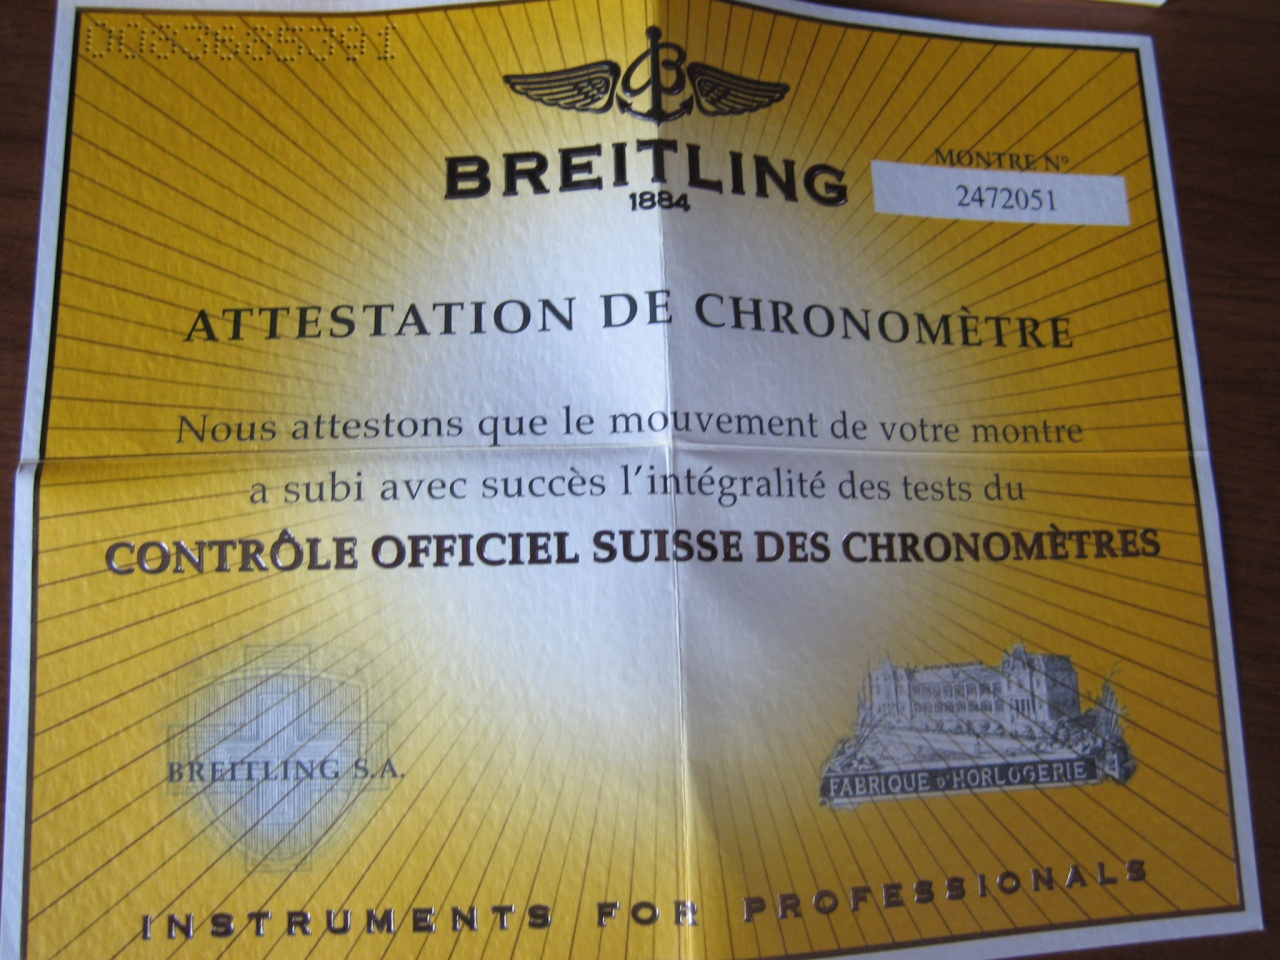 0083685391
BREITLING
1884
MONTRE N°
2472051
ATTESTATION DE CHRONOMÈTRE
Nous attestons que le mouvement de votre montre
a subi avec succès l'intégralité des tests du
CONTRÔLE OFFICIEL SUISSE DES CHRONOMÈTRES
BREITLING S.A.
FABRIQUE D'HORLOGERIE
INSTRUMENTS FOR PROFESSIONALS